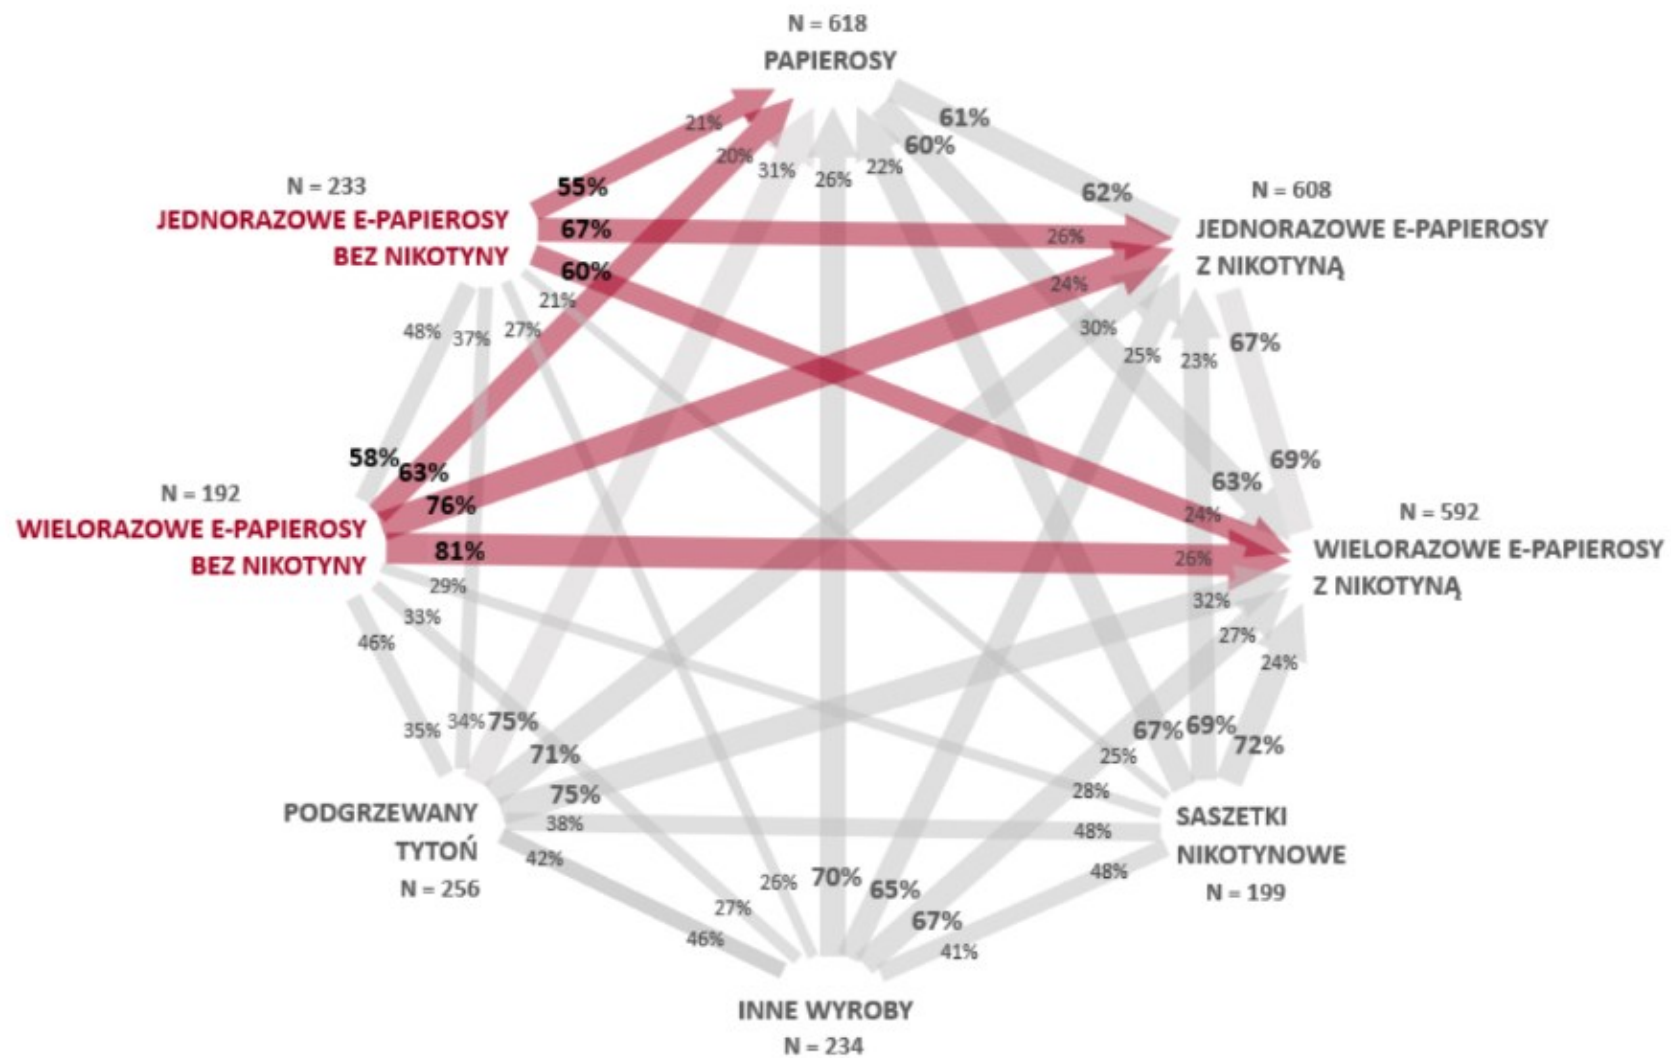 N = 618
PAPIEROSY
61%
21%
60%
20%
31%
26%
22%
N = 233
55%
62%
N = 608
JEDNORAZOWE E-PAPIEROSY
BEZ NIKOTYNY
67%
26%
JEDNORAZOWE E-PAPIEROSY
Z NIKOTYNĄ
60%
24%
21%
48%
37%
27%
30%
25%
23%
67%
58%
63%
69%
63%
N = 192
76%
24%
N = 592
WIELORAZOWE E-PAPIEROSY
BEZ NIKOTYNY
81%
26%
WIELORAZOWE E-PAPIEROSY
Z NIKOTYNĄ
29%
33%
46%
32%
27%
24%
35%
34%
75%
71%
67%
69%
72%
25%
75%
28%
PODGRZEWANY
TYTOŃ
N = 256
38%
48%
SASZETKI
NIKOTYNOWE
N = 199
42%
48%
26%
70%
65%
27%
67%
46%
41%
INNE WYROBY
N = 234